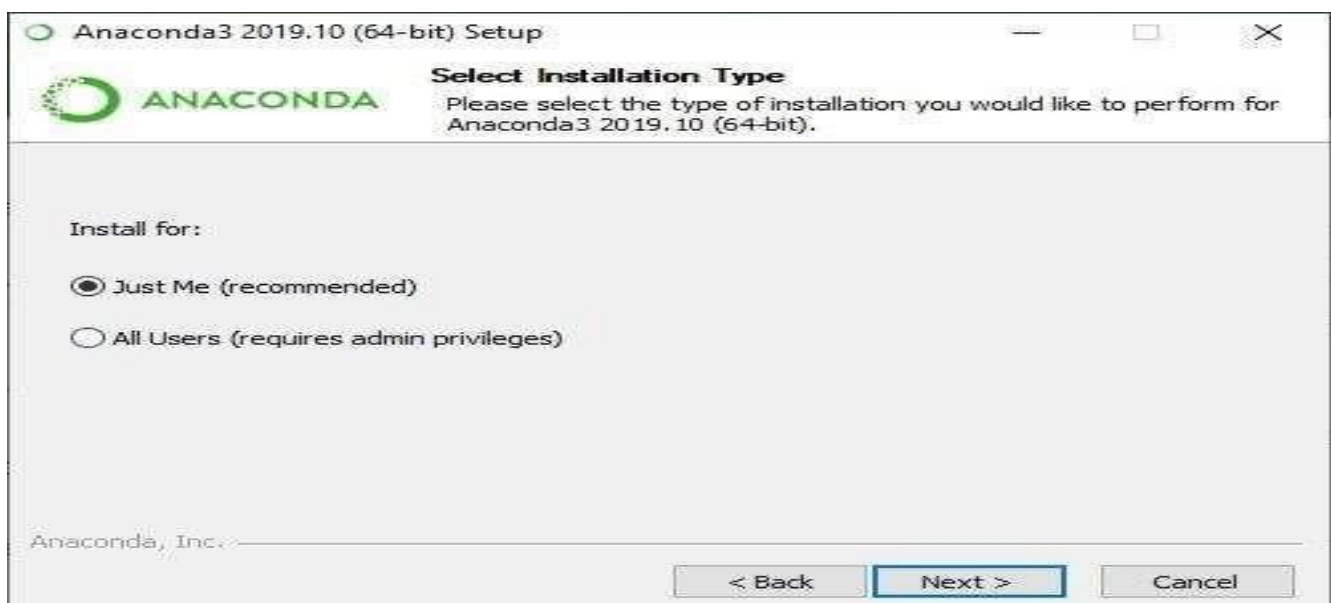 Anaconda3 2019.10 (64-bit) Setup
ANACONDA
Select Installation Type
Please select the type of installation you would like to perform for
Anaconda3 2019.10 (64-bit).
Install for:
Just Me (recommended)
All Users (requires admin privileges)
Anaconda, Inc.
< Back
Next >
Cancel